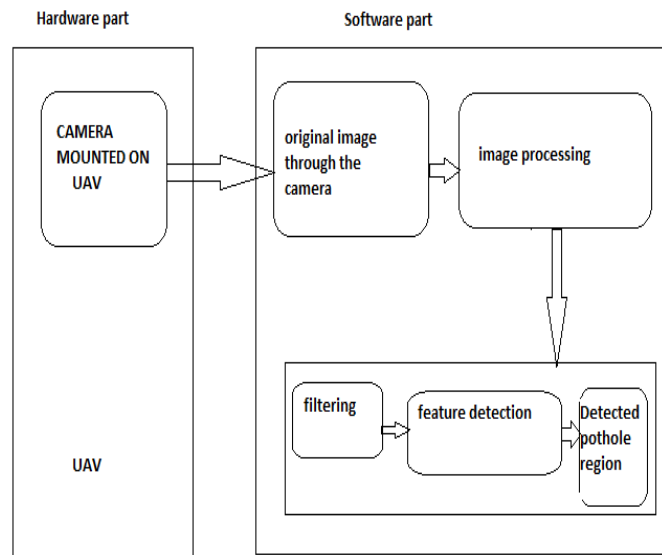 Hardware part
Software part
CAMERA
MOUNTED ON
UAV
original image
through the
camera
image processing
filtering
feature detection
Detected
pothole
region
UAV